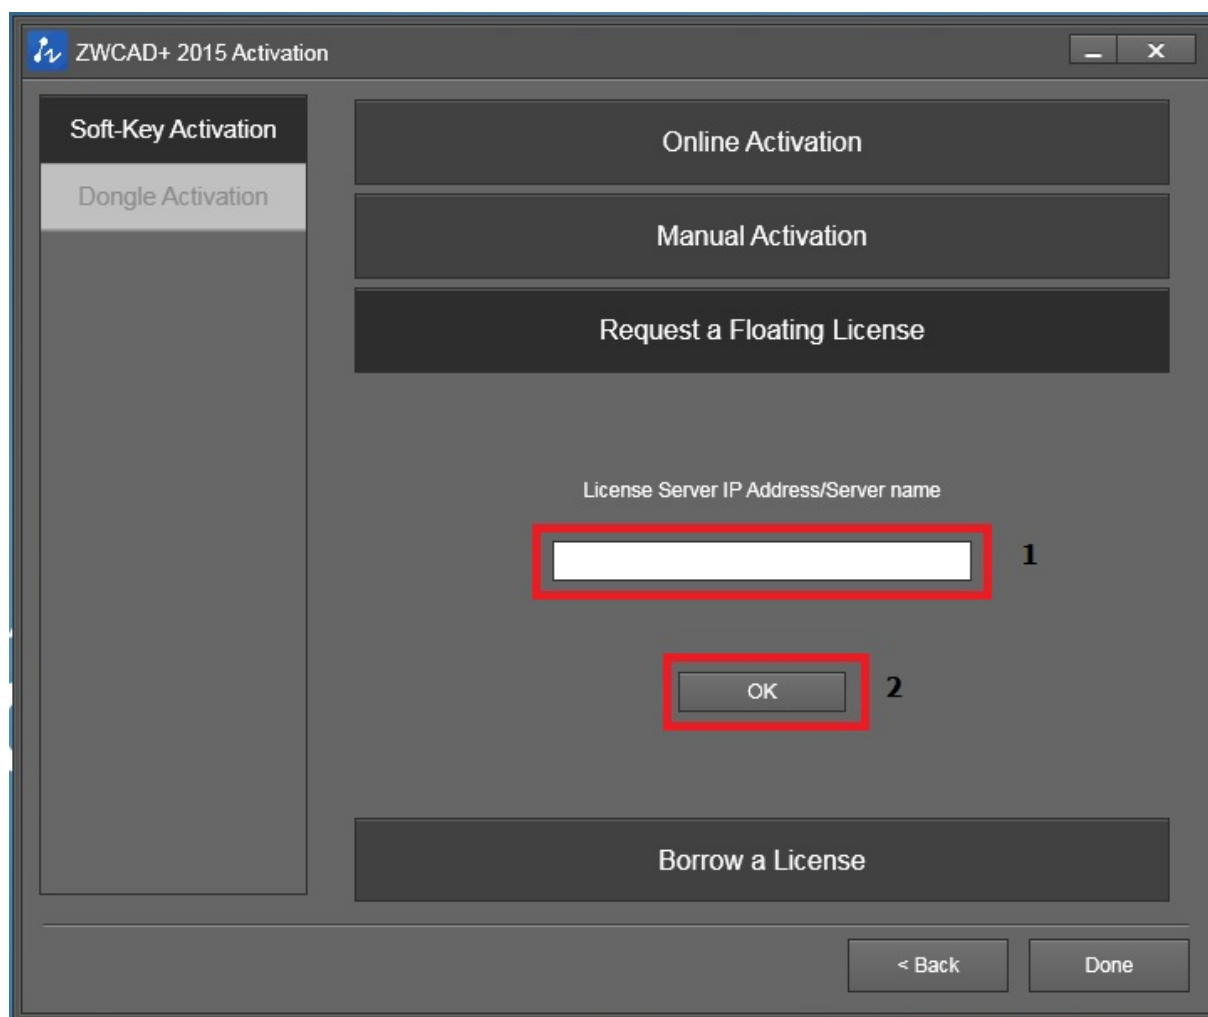 ZWCAD+ 2015 Activation
Soft-Key Activation
Dongle Activation
Online Activation
Manual Activation
Request a Floating License
License Server IP Address/Server name
1
OK
2
Borrow a License
< Back
Done